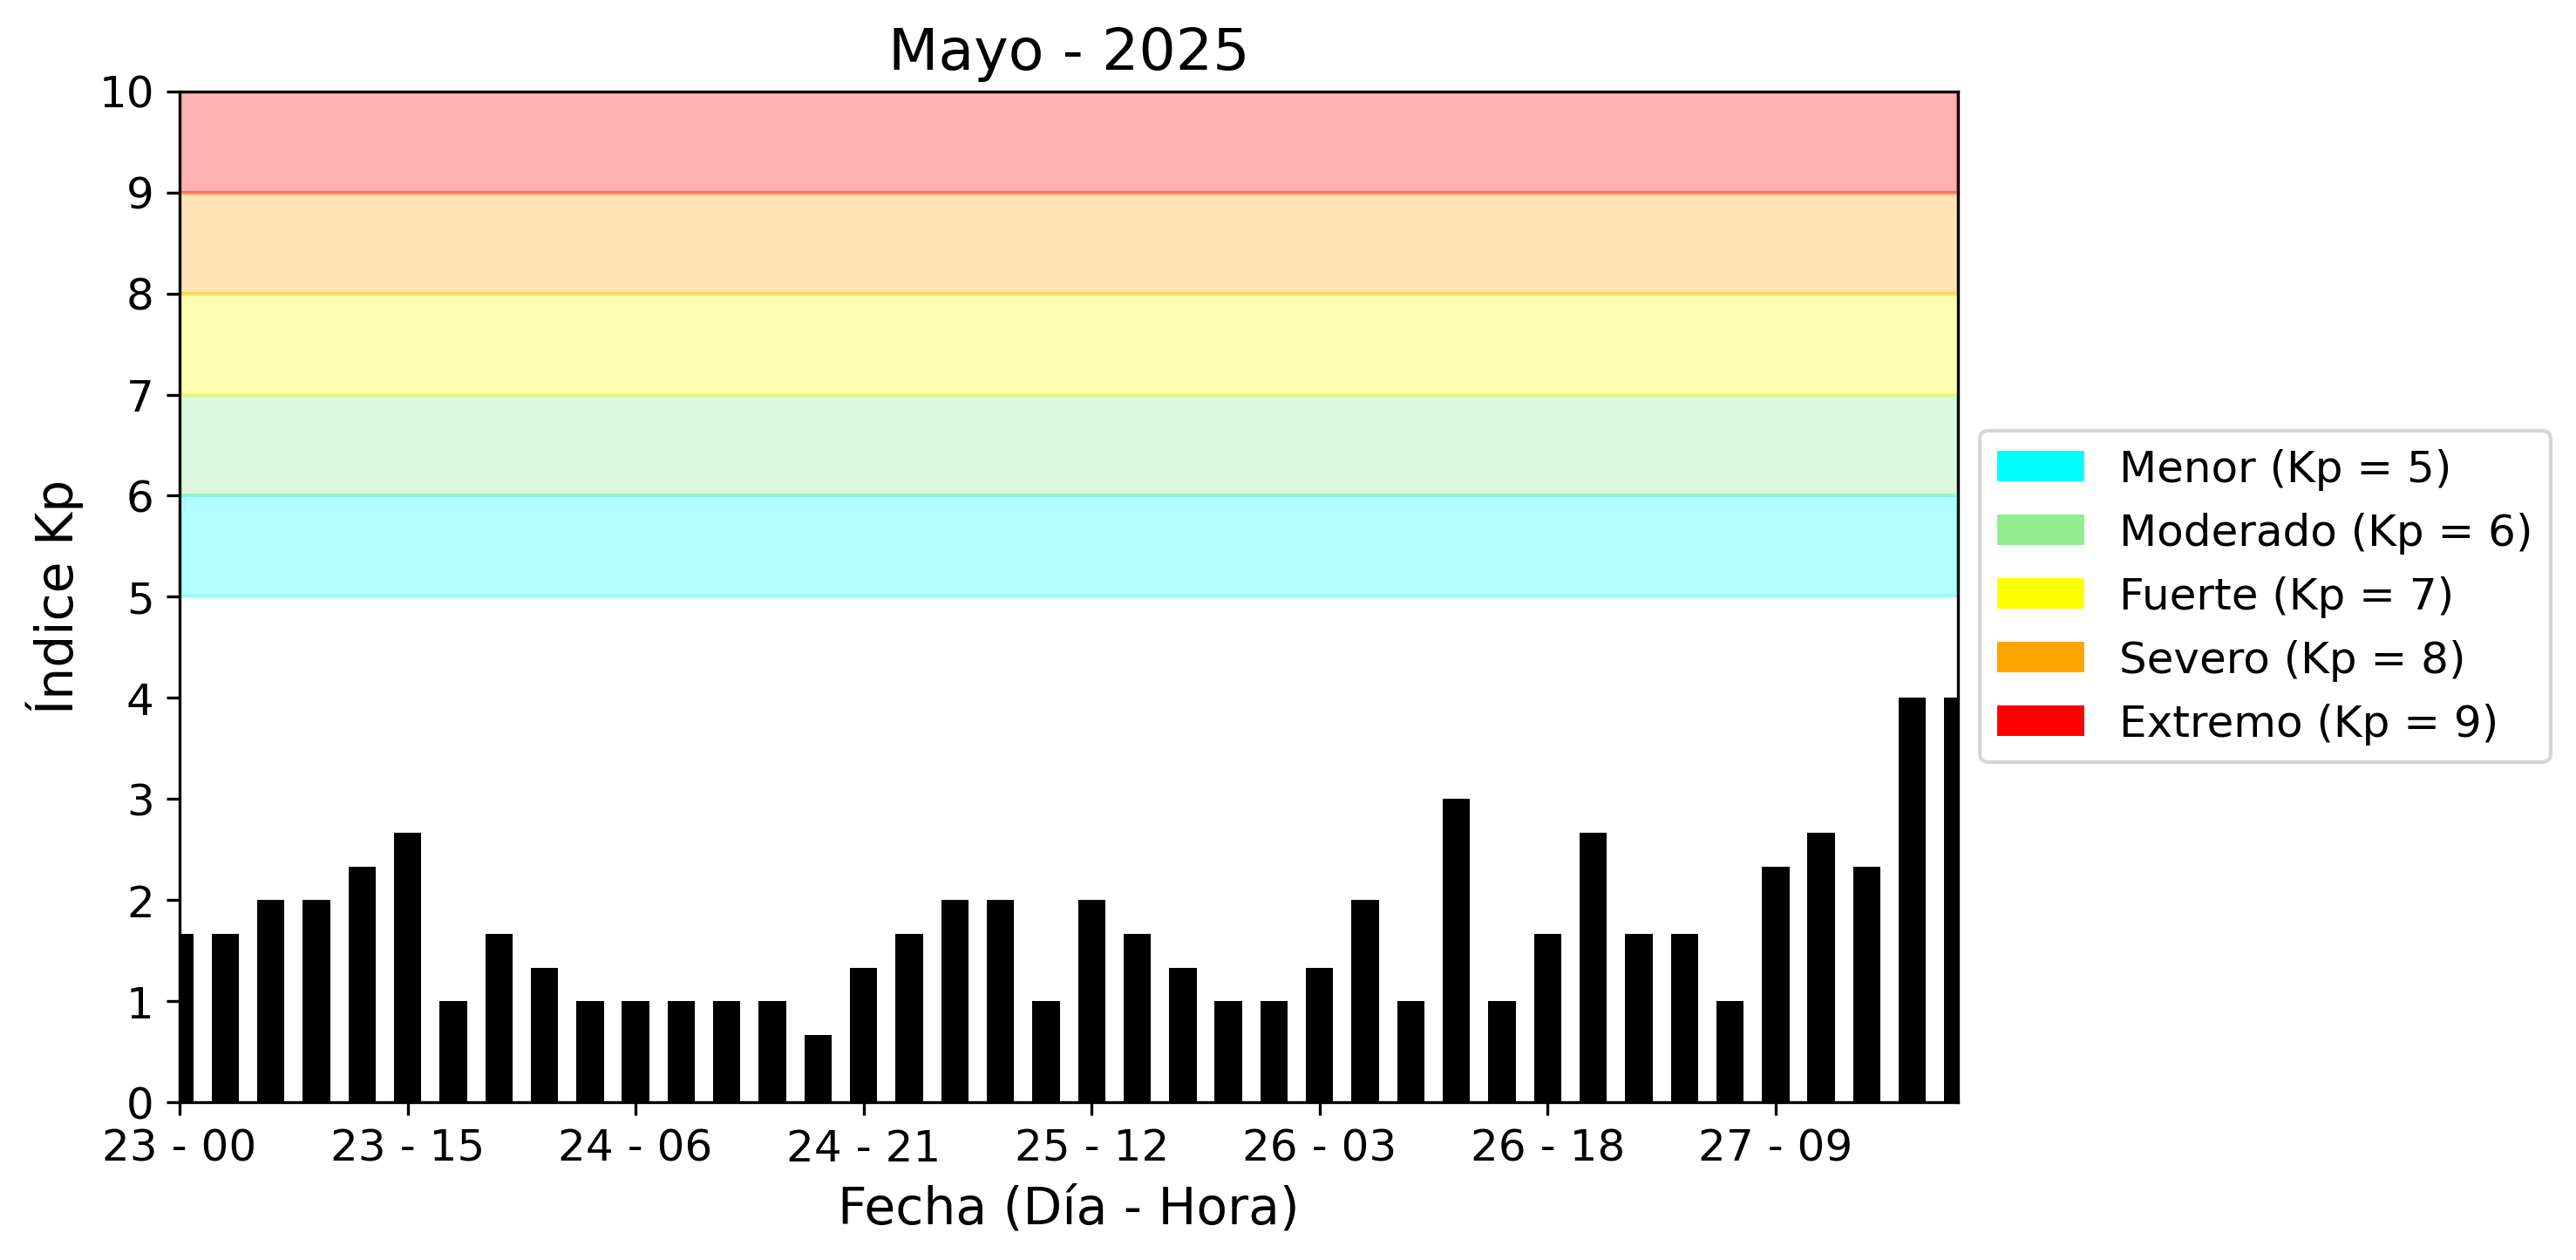 Mayo - 2025
10
9
8
7
6
5
4
3
2
1
0
Índice Kp
23 - 00
23 - 15
24 - 06
24 - 21
25 - 12
26 - 03
26 - 18
27 - 09
Fecha (Día - Hora)
Menor (Kp = 5)
Moderado (Kp = 6)
Fuerte (Kp = 7)
Severo (Kp = 8)
Extremo (Kp = 9)